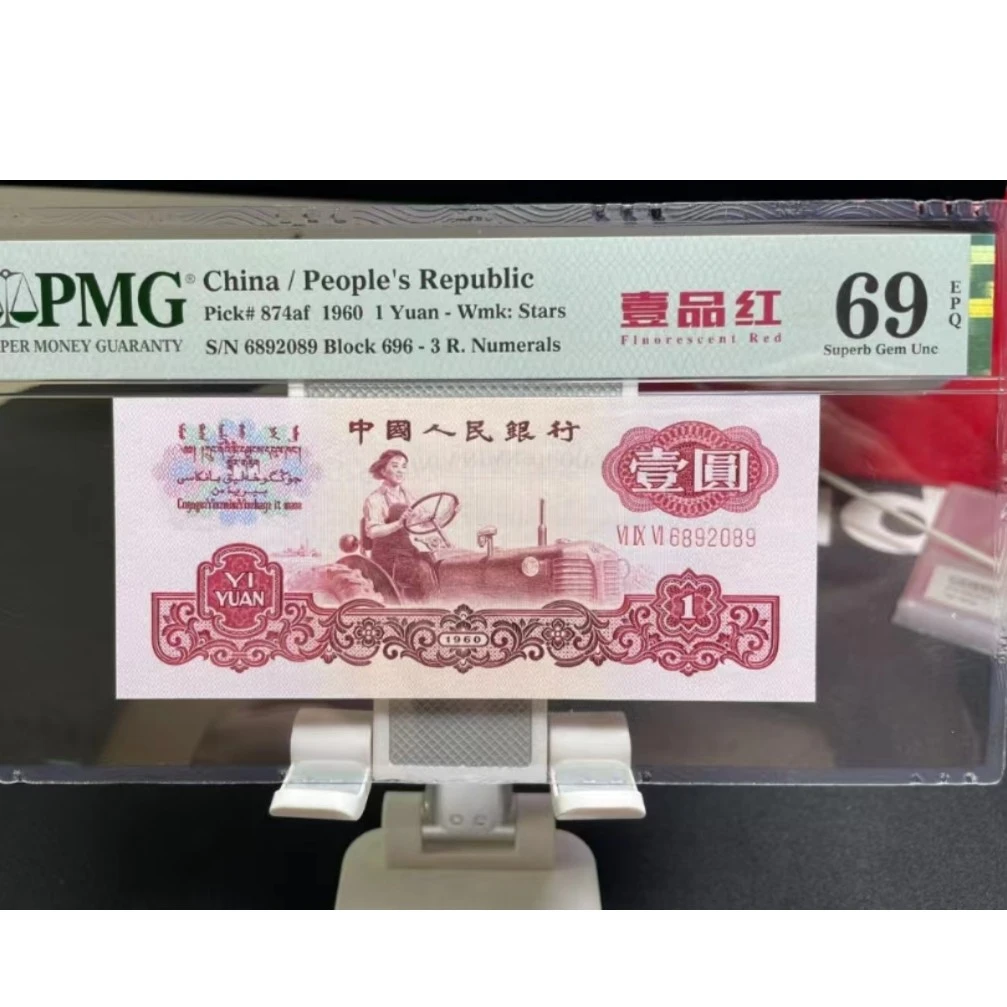 PMG®
PER MONEY GUARANTY
China / People's Republic
Pick# 874af 1960 1 Yuan - Wmk: Stars
S/N 6892089 Block 696 - 3 R. Numerals
壹品红
Fluorescent Red
69
Superb Gem Unc
EPQ
中國人民銀行
壹圓
Ⅵ Ⅸ Ⅵ 6892089
YI
YUAN
1960
1